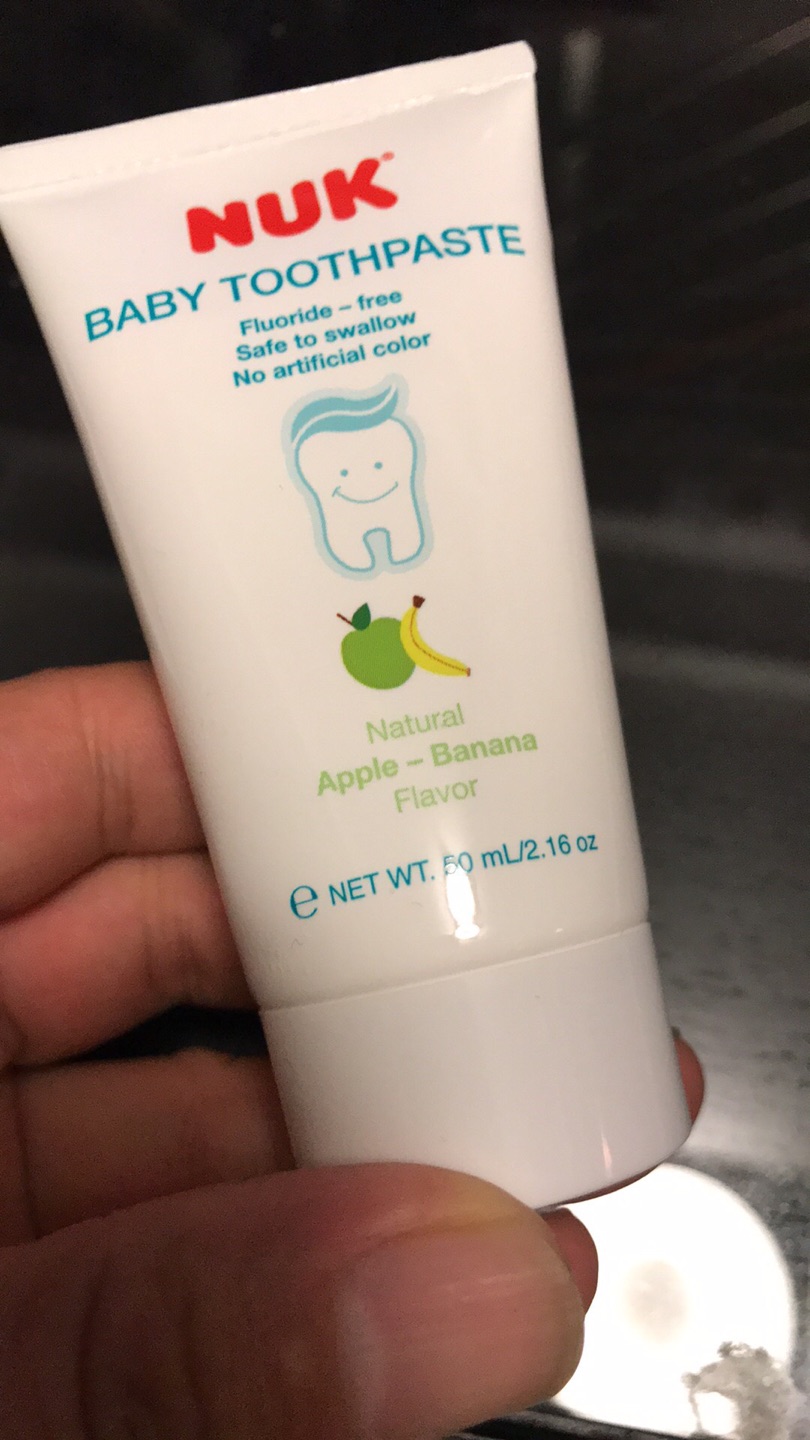 NUK
BABY TOOTHPASTE
Fluoride – free
Safe to swallow
No artificial color
Natural
Apple – Banana
Flavor
e NET WT. 50 mL/2.16 oz